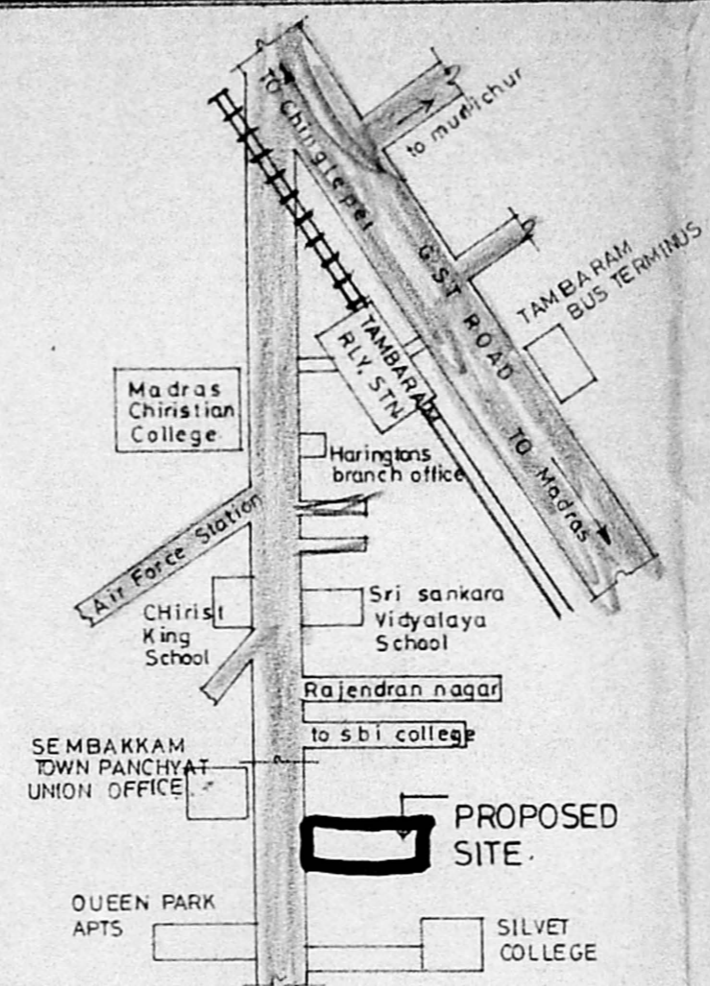 TO Chinglepet
to mudichur
GST ROAD
TAMBARAM
BUS TERMINUS
TAMBARAM
RLY. STN.
TO Madras
Madras
Chiristian
College
Haringtons
branch office
Air Force Station
CHirist
King
School
Sri sankara
Vidyalaya
School
Rajendran nagar
to sbi college
SEMBAKKAM
TOWN PANCHYAT
UNION OFFICE
PROPOSED
SITE.
QUEEN PARK
APTS
SILVET
COLLEGE